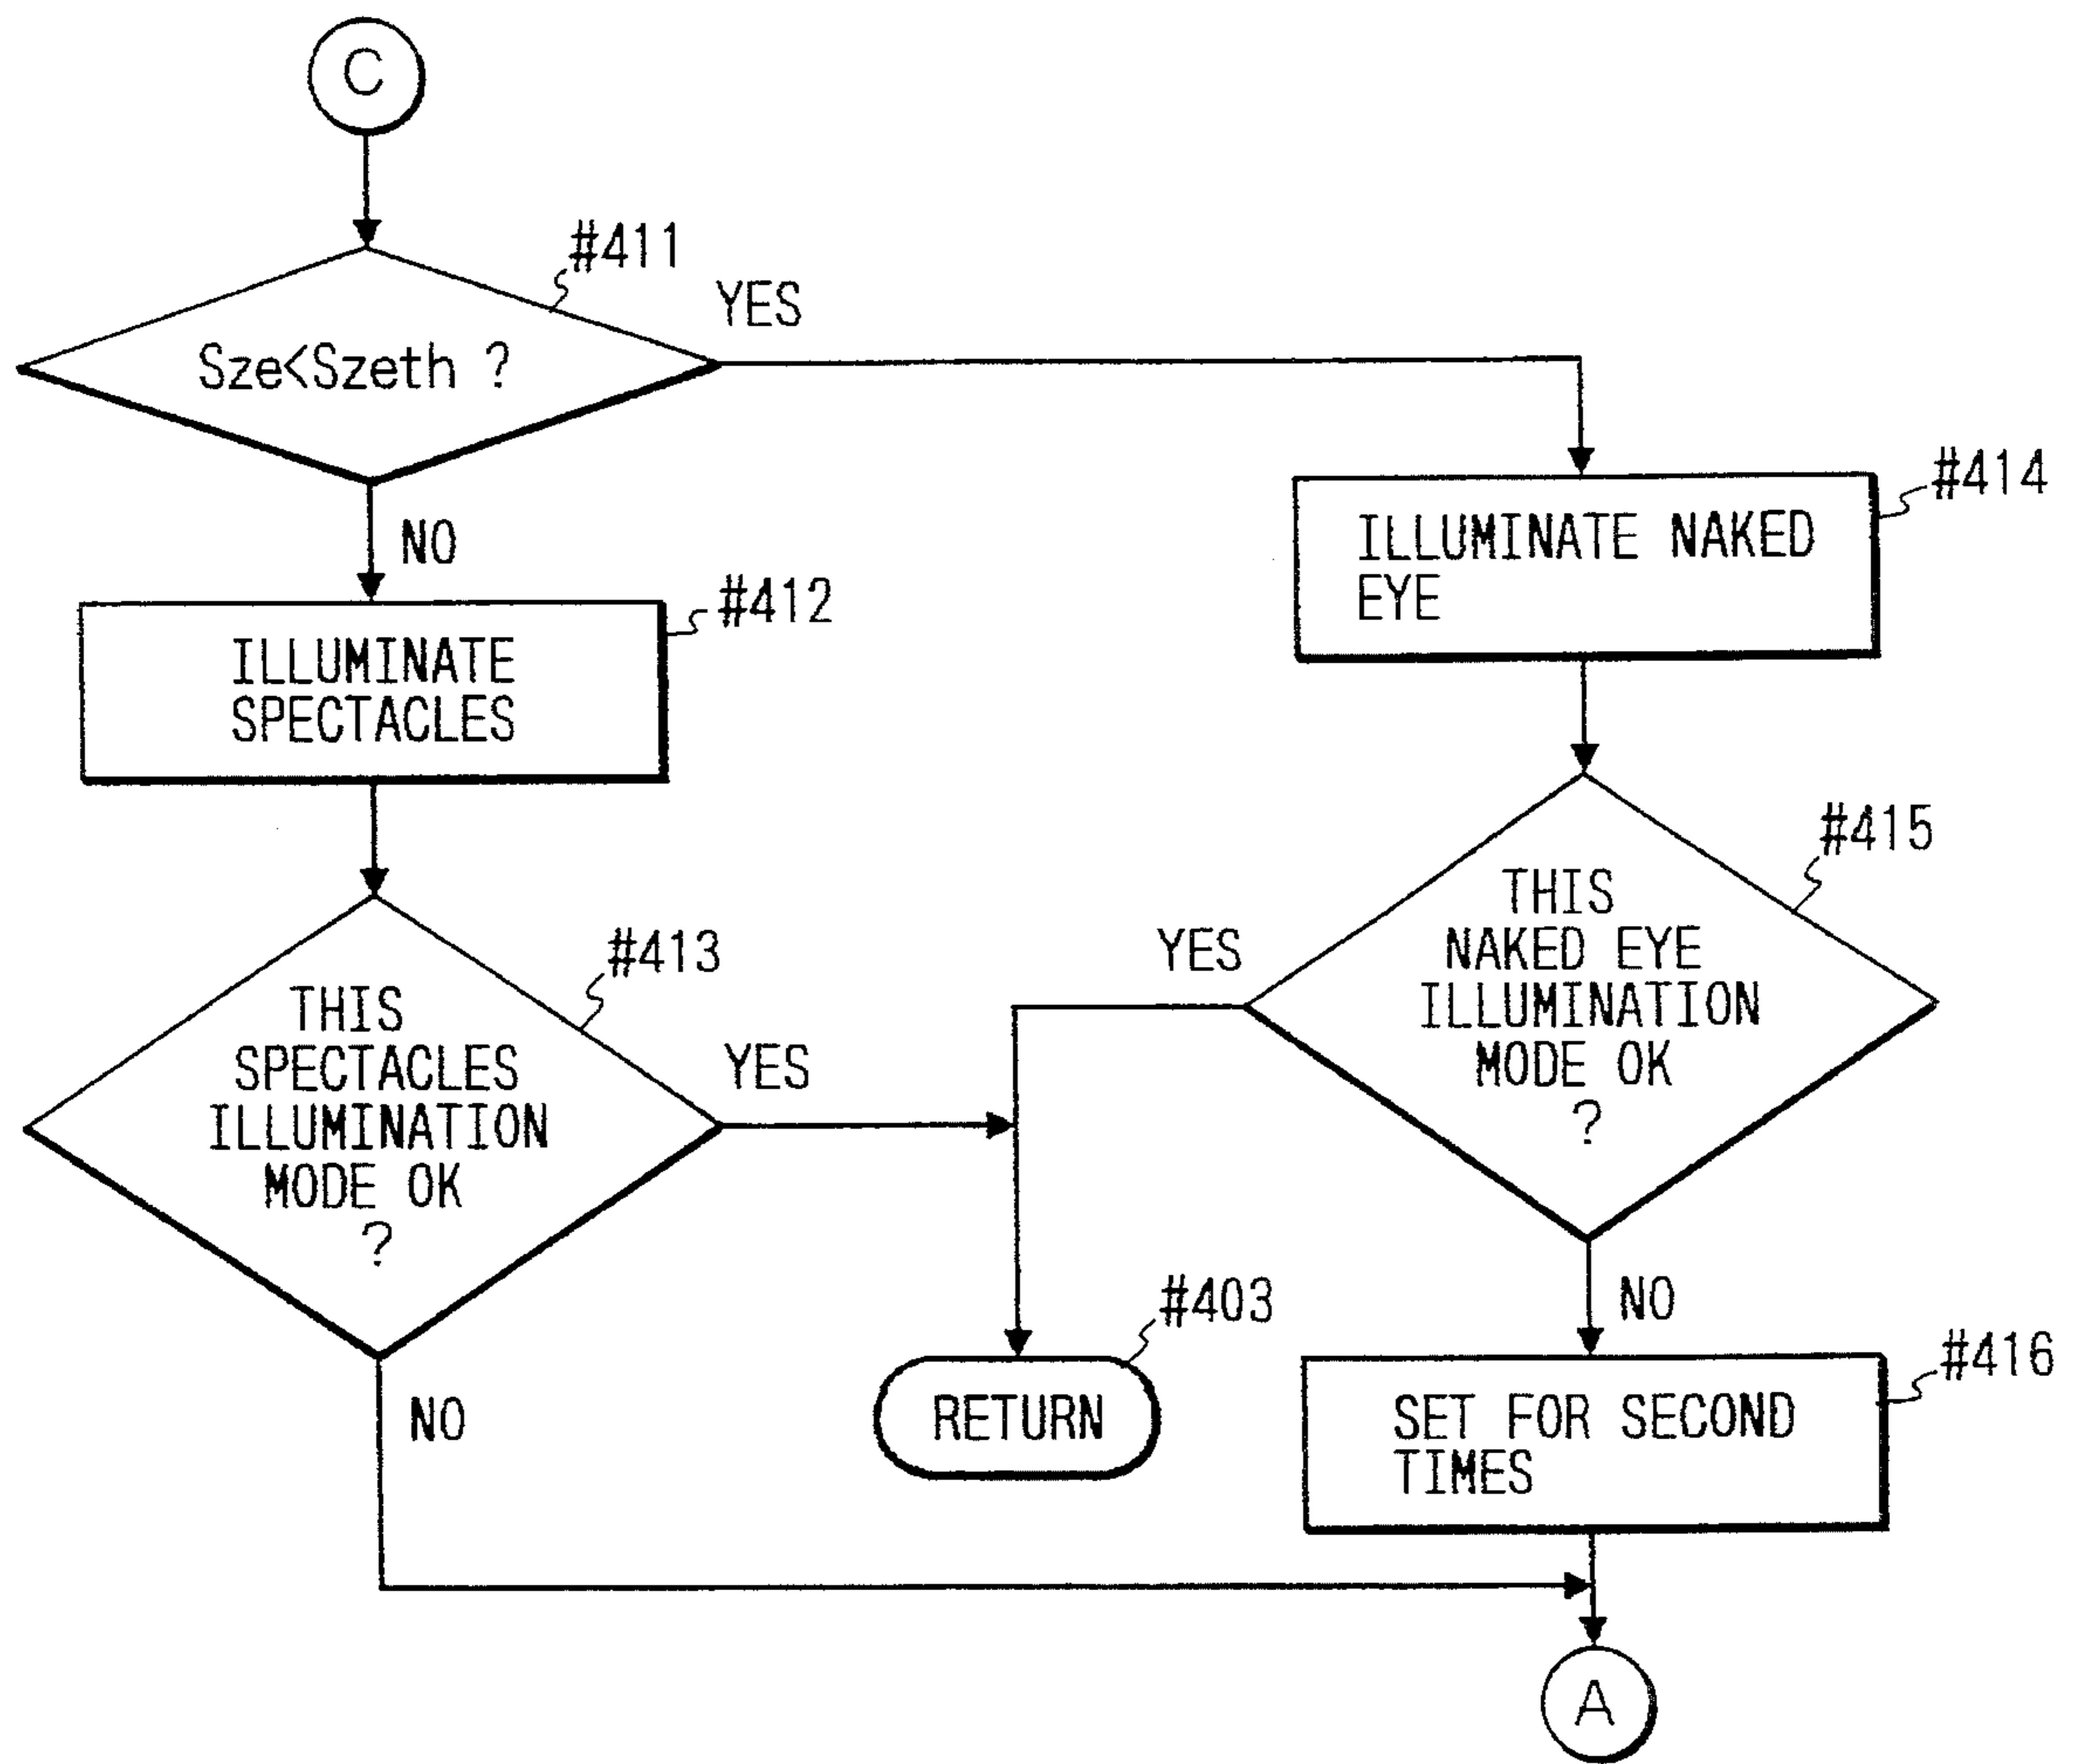 C
#411
Sze<Szeth ?
YES
NO
#412
ILLUMINATE
SPECTACLES
#413
THIS
SPECTACLES
ILLUMINATION
MODE OK
?
YES
NO
#414
ILLUMINATE NAKED
EYE
#415
THIS
NAKED EYE
ILLUMINATION
MODE OK
?
YES
NO
#403
RETURN
#416
SET FOR SECOND
TIMES
A